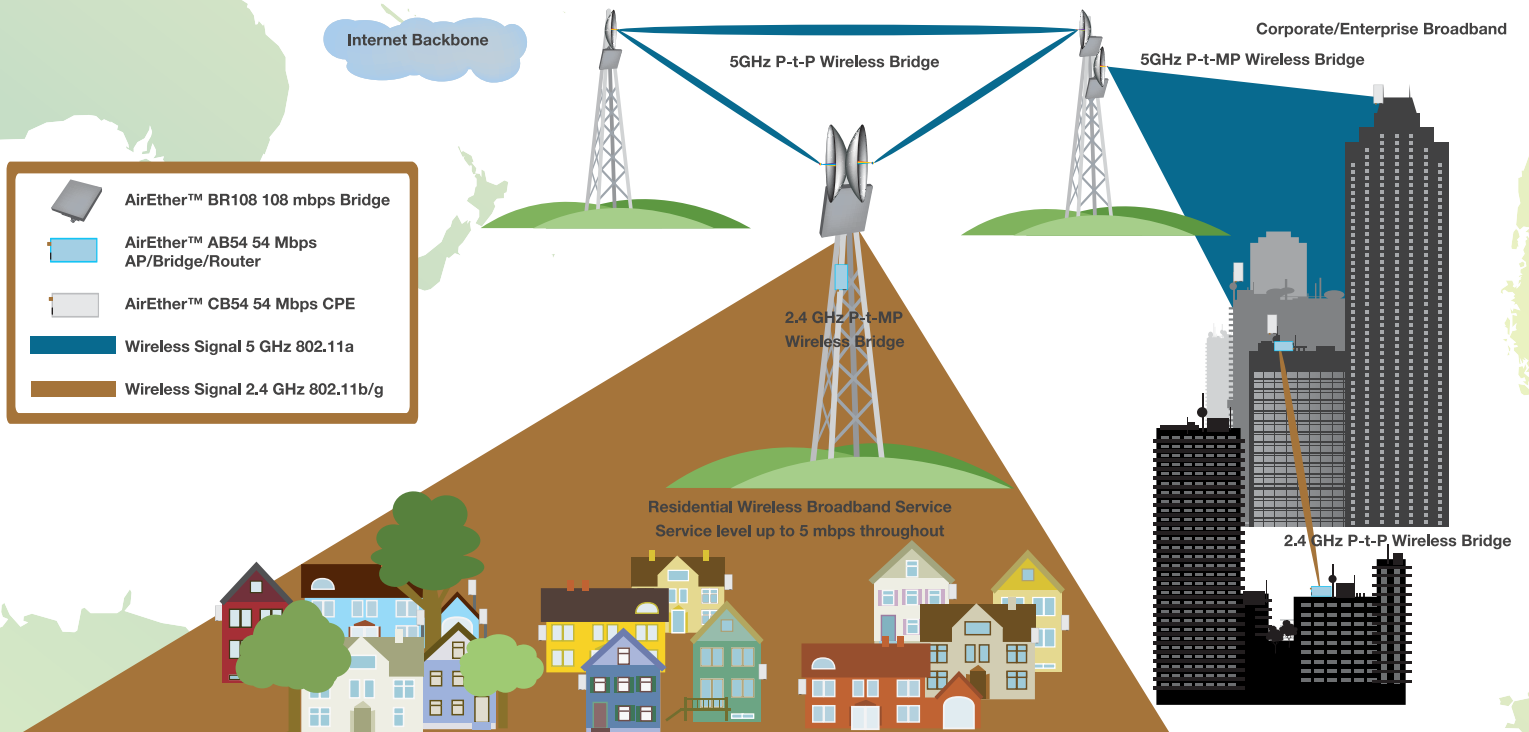 Internet Backbone
Corporate/Enterprise Broadband
5GHz P-t-P Wireless Bridge
5GHz P-t-MP Wireless Bridge
AirEther™ BR108 108 mbps Bridge
AirEther™ AB54 54 Mbps
AP/Bridge/Router
AirEther™ CB54 54 Mbps CPE
Wireless Signal 5 GHz 802.11a
Wireless Signal 2.4 GHz 802.11b/g
2.4 GHz P-t-MP
Wireless Bridge
Residential Wireless Broadband Service
Service level up to 5 mbps throughout
2.4 GHz P-t-P Wireless Bridge